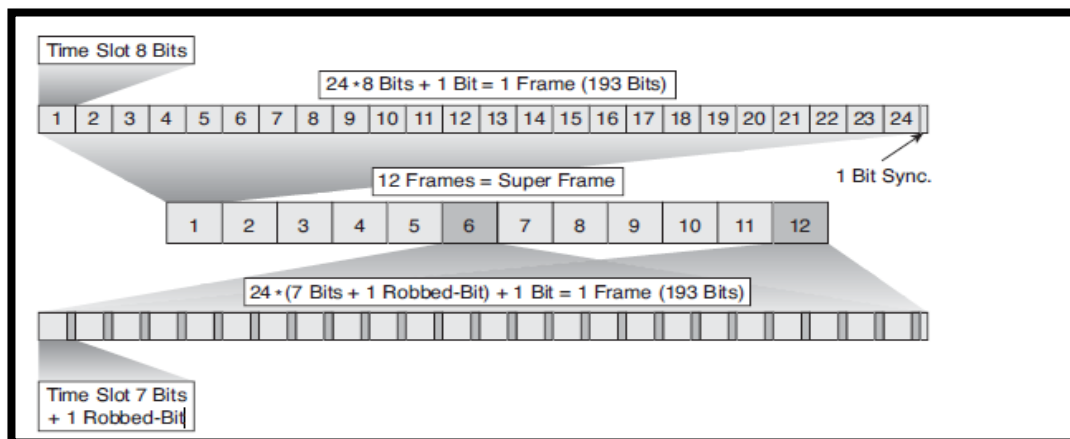 Time Slot 8 Bits
24*8 Bits + 1 Bit = 1 Frame (193 Bits)
1 2 3 4 5 6 7 8 9 10 11 12 13 14 15 16 17 18 19 20 21 22 23 24
1 Bit Sync.
12 Frames = Super Frame
1 2 3 4 5 6 7 8 9 10 11 12
24*(7 Bits + 1 Robbed-Bit) + 1 Bit = 1 Frame (193 Bits)
Time Slot 7 Bits
+ 1 Robbed-Bit